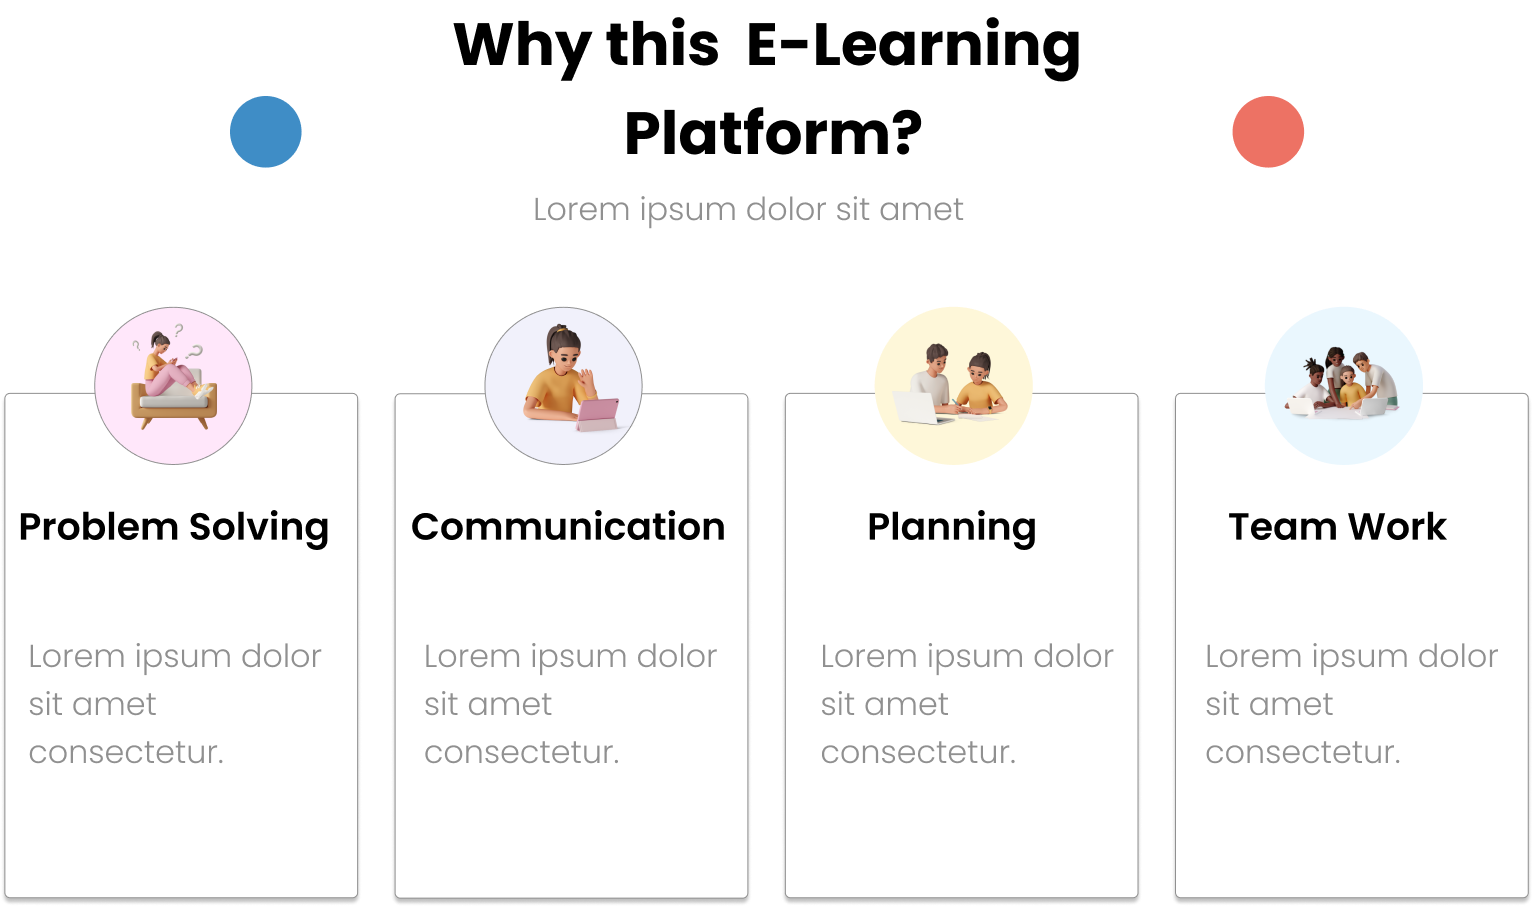 Why this E-Learning
Platform?
Lorem ipsum dolor sit amet
Problem Solving
Lorem ipsum dolor
sit amet
consectetur.
Communication
Lorem ipsum dolor
sit amet
consectetur.
Planning
Lorem ipsum dolor
sit amet
consectetur.
Team Work
Lorem ipsum dolor
sit amet
consectetur.